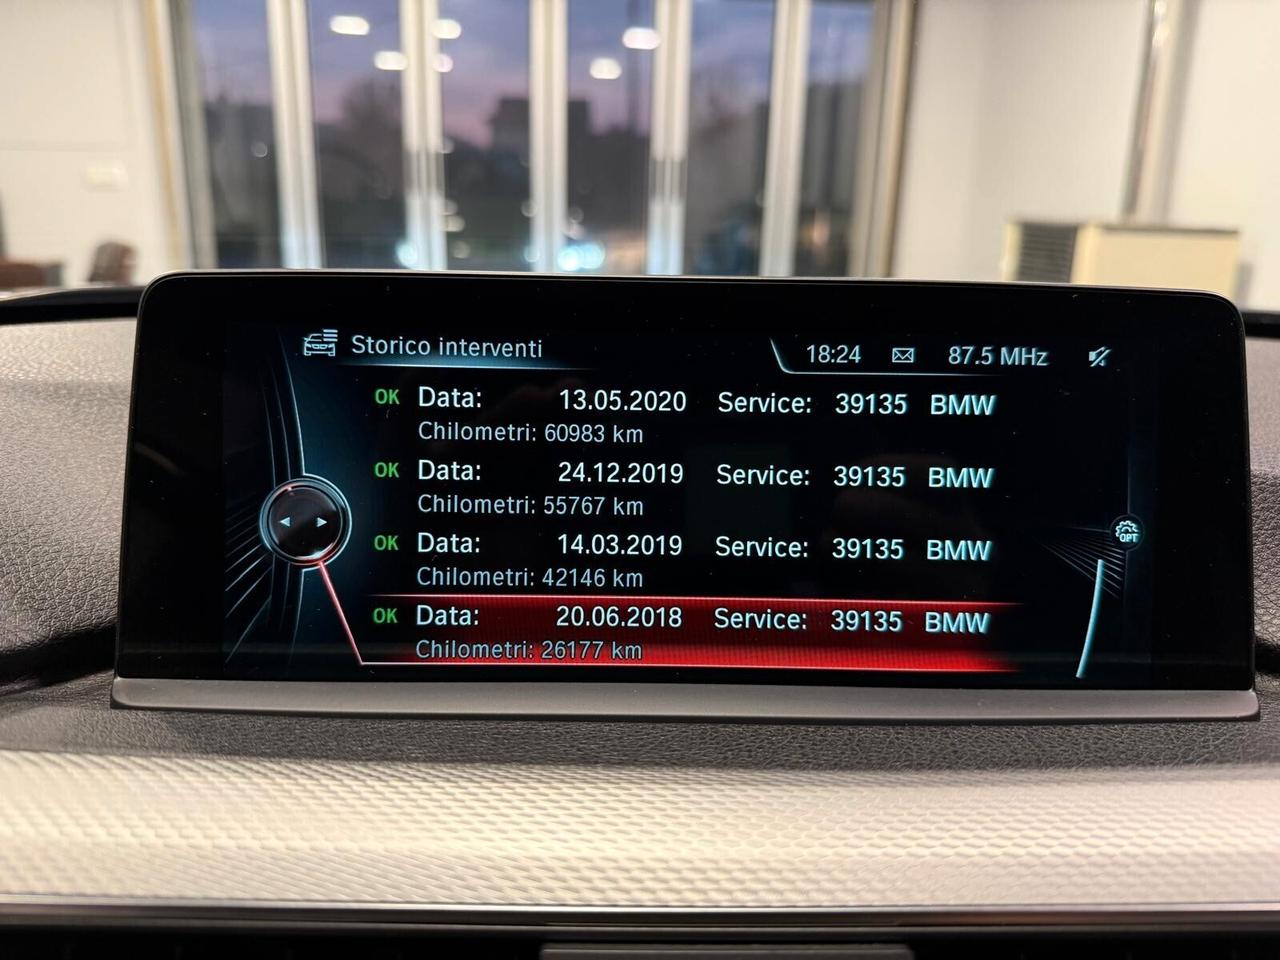 Storico interventi
18:24 87.5 MHz
OK Data: 13.05.2020 Service: 39135 BMW
Chilometri: 60983 km
OK Data: 24.12.2019 Service: 39135 BMW
Chilometri: 55767 km
OK Data: 14.03.2019 Service: 39135 BMW
Chilometri: 42146 km
OK Data: 20.06.2018 Service: 39135 BMW
Chilometri: 26177 km
OPT